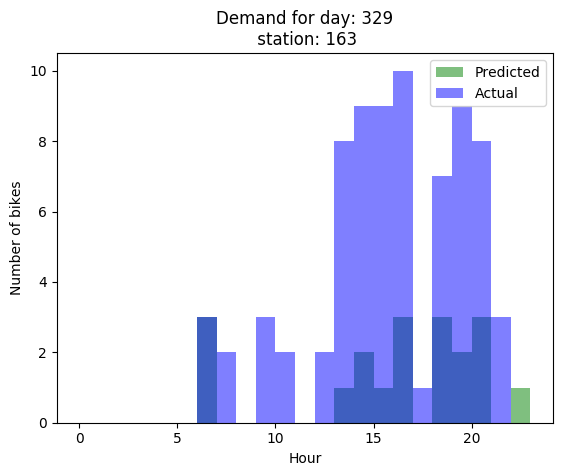 Demand for day: 329
station: 163
Predicted
Actual
10
8
6
4
2
0
Number of bikes
0 5 10 15 20
Hour